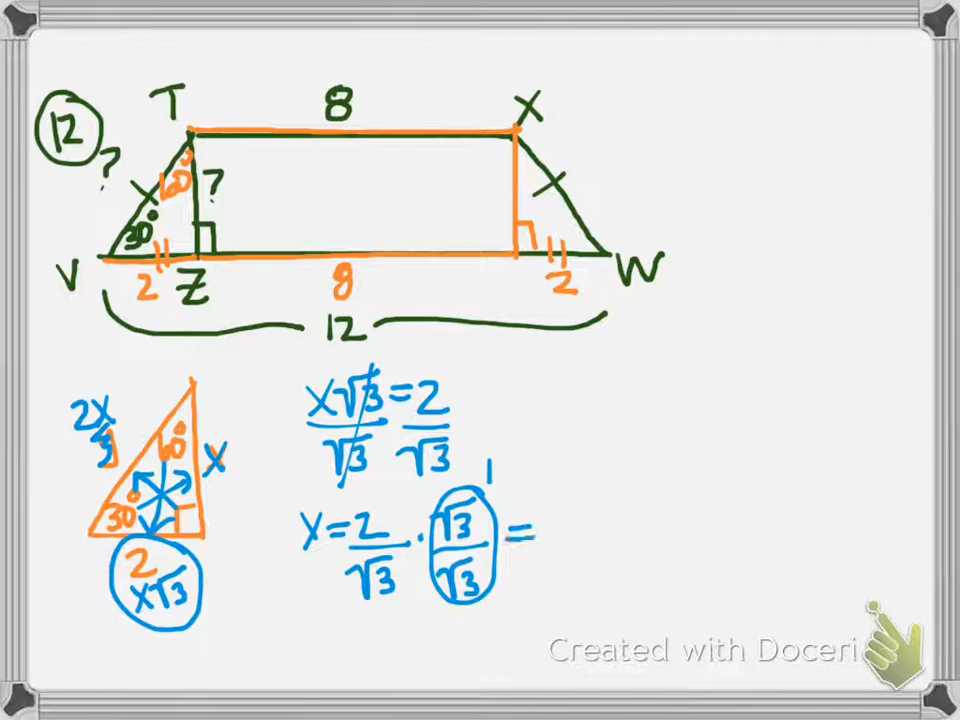 12
T 8 X
? 60° ?
30°
V 2 Z 8 2 W
12
2x 60° x
30°
2
x√3
x√3 = 2
√3 √3
1
x = 2/√3 · √3/√3 =
Created with Doceri